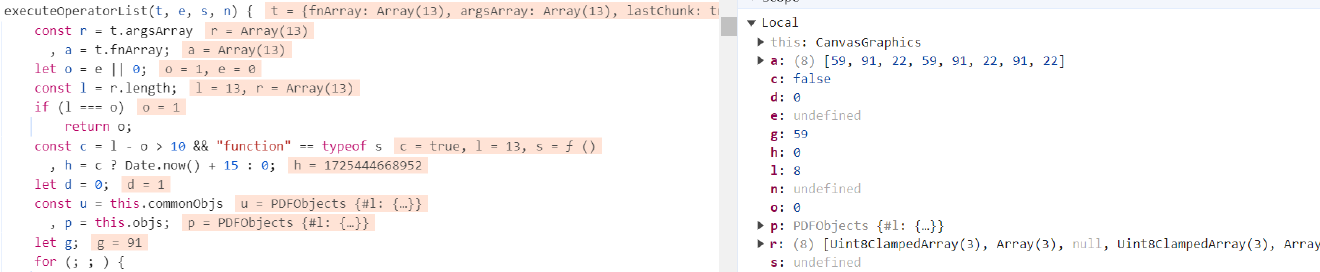 executeOperatorList(t, e, s, n) { t = {fnArray: Array(13), argsArray: Array(13), lastChunk: tr
const r = t.argsArray r = Array(13)
, a = t.fnArray; a = Array(13)
let o = e || 0; o = 1, e = 0
const l = r.length; l = 13, r = Array(13)
if (l === o) o = 1
return o;
const c = l - o > 10 && "function" == typeof s c = true, l = 13, s = ƒ ()
, h = c ? Date.now() + 15 : 0; h = 1725444668952
let d = 0; d = 1
const u = this.commonObjs u = PDFObjects {#l: {…}}
, p = this.objs; p = PDFObjects {#l: {…}}
let g; g = 91
for (; ; ) {
▼ Local
▶ this: CanvasGraphics
▶ a: (8) [59, 91, 22, 59, 91, 22, 91, 22]
c: false
d: 0
e: undefined
g: 59
h: 0
l: 8
n: undefined
o: 0
▶ p: PDFObjects {#l: {…}}
▶ r: (8) [Uint8ClampedArray(3), Array(3), null, Uint8ClampedArray(3), Array
s: undefined